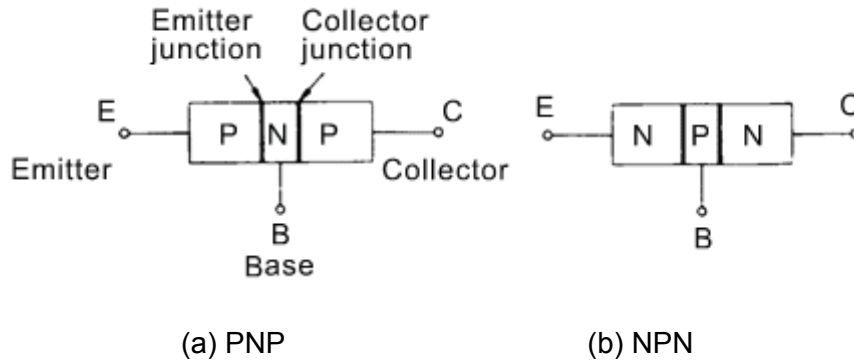 Emitter
junction
Collector
junction
E
P
N
P
C
Emitter
Collector
B
Base
E
N
P
N
C
B
(a) PNP
(b) NPN